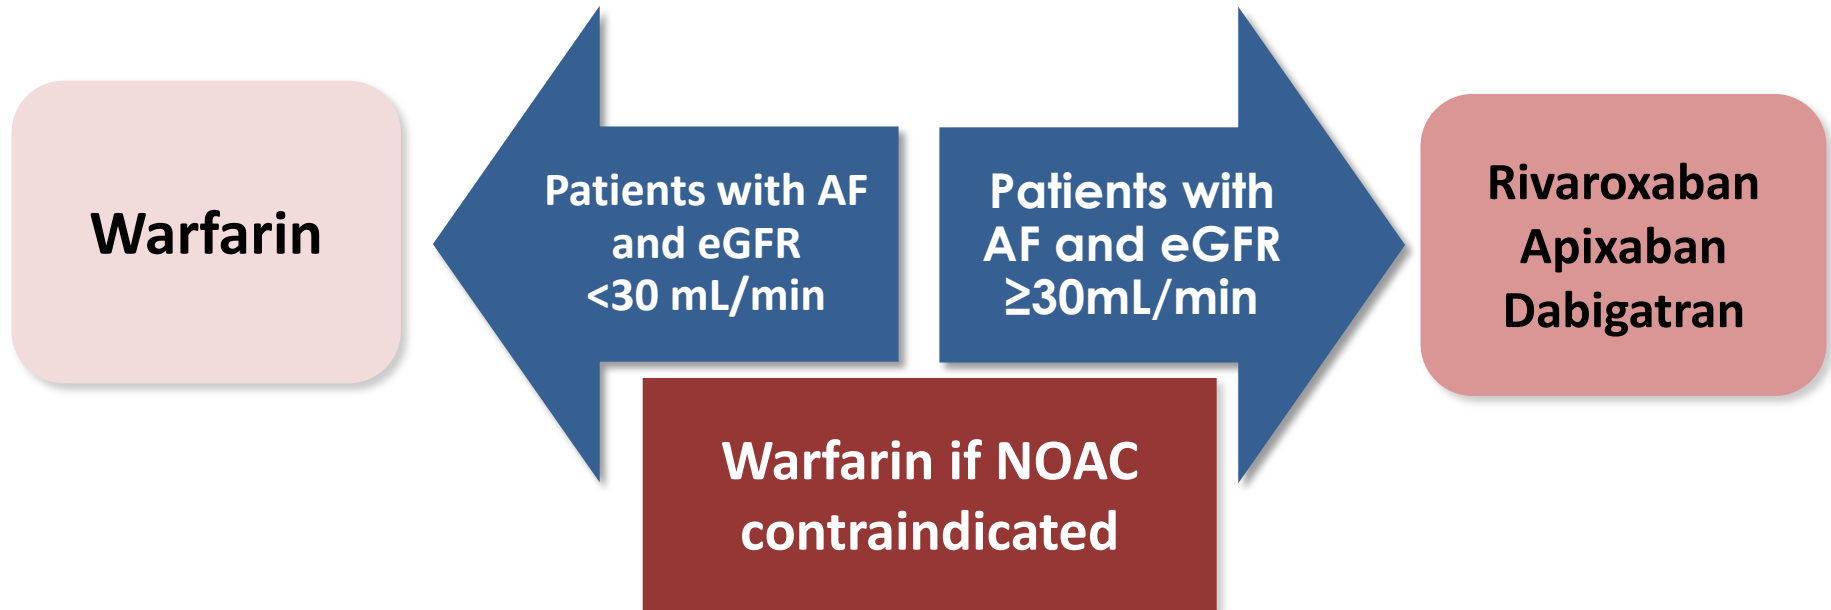 Warfarin
Patients with AF
and eGFR
<30 mL/min
Patients with
AF and eGFR
≥30mL/min
Rivaroxaban
Apixaban
Dabigatran
Warfarin if NOAC
contraindicated